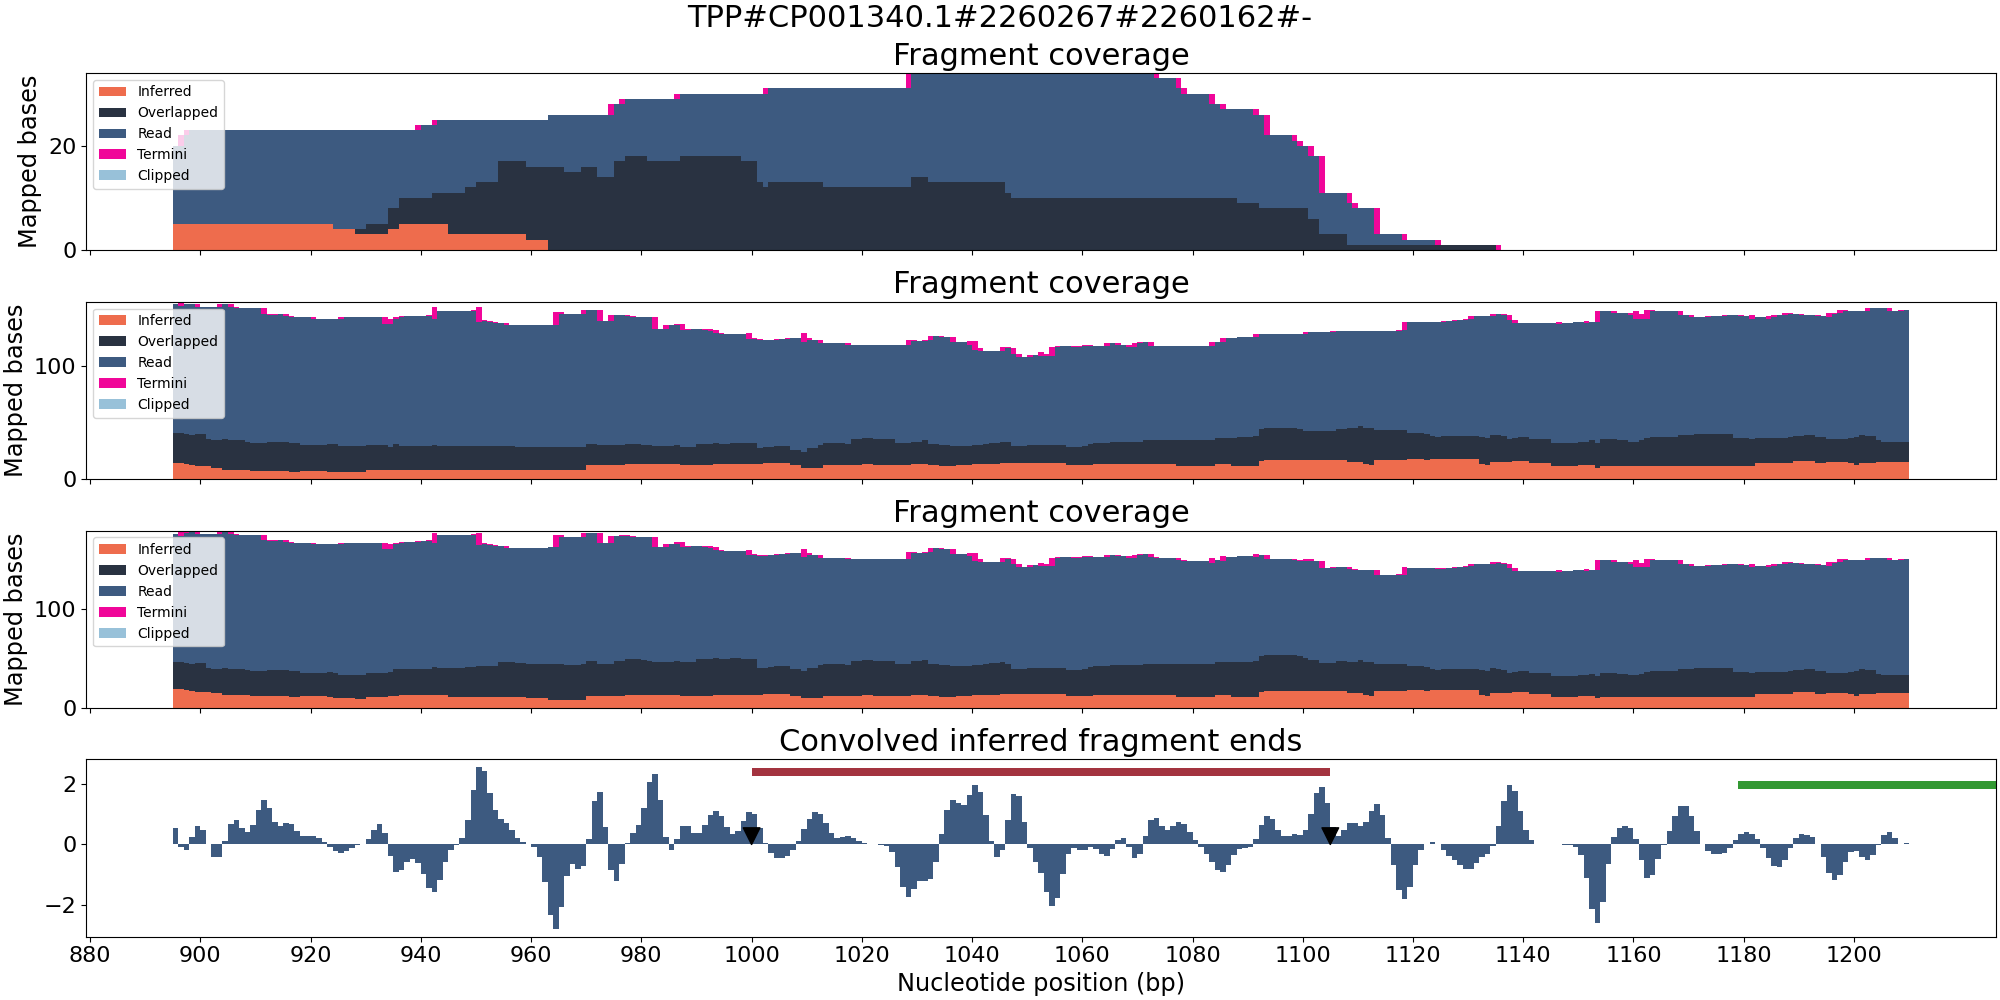 TPP#CP001340.1#2260267#2260162#-
Fragment coverage
Mapped bases
20
0
Inferred
Overlapped
Read
Termini
Clipped
Fragment coverage
Mapped bases
100
0
Inferred
Overlapped
Read
Termini
Clipped
Fragment coverage
Mapped bases
100
0
Inferred
Overlapped
Read
Termini
Clipped
Convolved inferred fragment ends
2
0
−2
880 900 920 940 960 980 1000 1020 1040 1060 1080 1100 1120 1140 1160 1180 1200
Nucleotide position (bp)